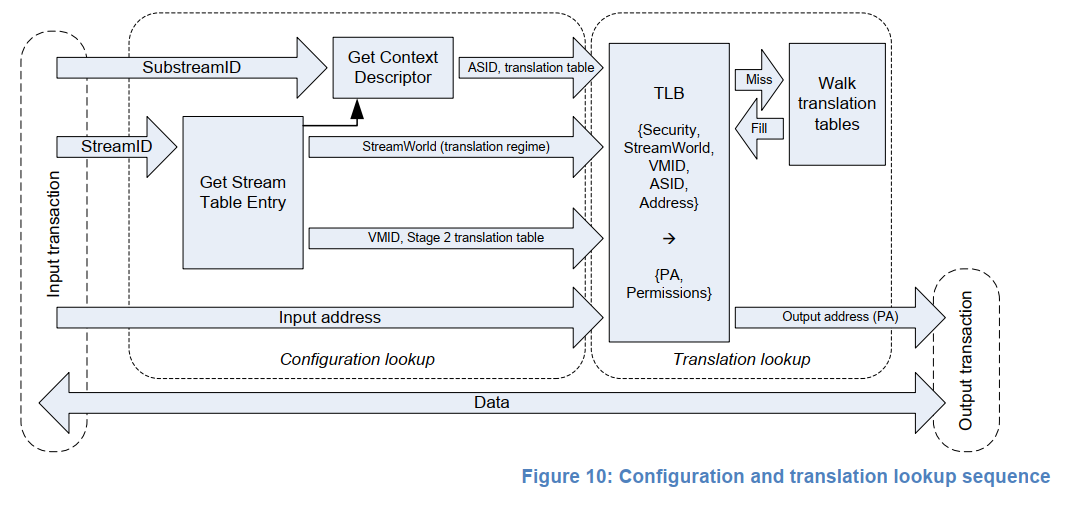 SubstreamID
Get Context
Descriptor
ASID, translation table
TLB
{Security,
StreamWorld,
VMID,
ASID,
Address}
→
{PA,
Permissions}
Miss
Fill
Walk
translation
tables
StreamID
Get Stream
Table Entry
StreamWorld (translation regime)
VMID, Stage 2 translation table
Input transaction
Input address
Output address (PA)
Configuration lookup
Translation lookup
Output transaction
Data
Figure 10: Configuration and translation lookup sequence